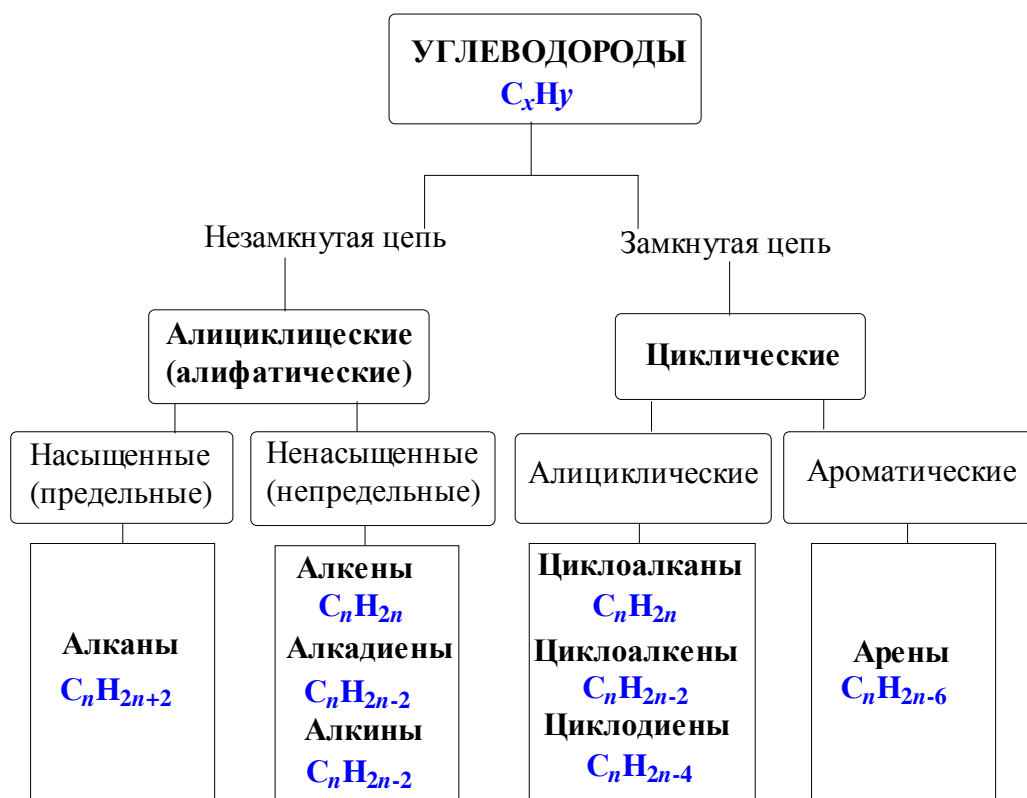 УГЛЕВОДОРОДЫ
CxHy
Незамкнутая цепь
Замкнутая цепь
Алициклицеские
(алифатические)
Циклические
Насыщенные
(предельные)
Ненасыщенные
(непредельные)
Алициклические
Ароматические
Алканы
CnH2n+2
Алкены
CnH2n
Алкадиены
CnH2n-2
Алкины
CnH2n-2
Циклоалканы
CnH2n
Циклоалкены
CnH2n-2
Циклодиены
CnH2n-4
Арены
CnH2n-6